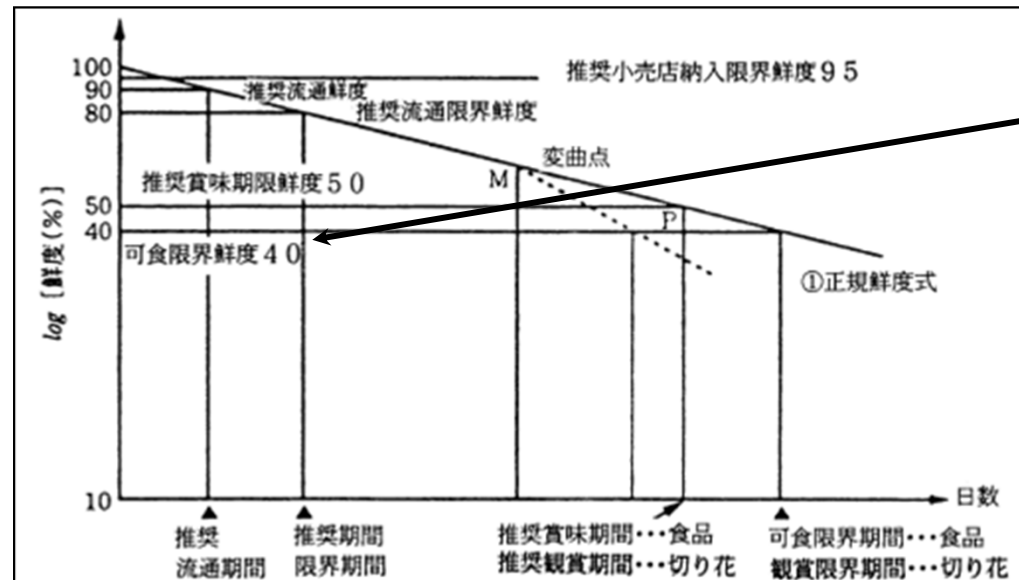 100
90
80
50
40
10
log [鮮度(%)]
推奨小売店納入限界鮮度95
推奨流通鮮度
推奨流通限界鮮度
変曲点
M
推奨賞味期限鮮度50
P
可食限界鮮度40
①正規鮮度式
日数
▲
推奨
流通期間
▲
推奨期間
限界期間
推奨賞味期間・・・食品
推奨観賞期間・・・切り花
▲
可食限界期間・・・食品
観賞限界期間・・・切り花